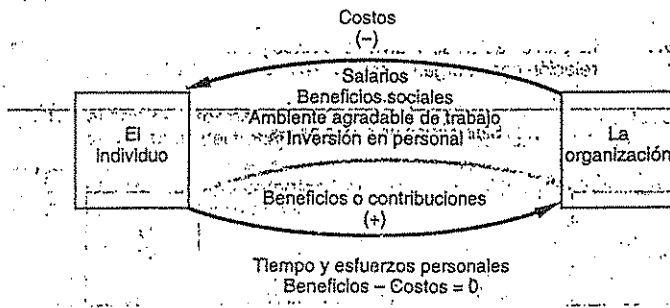 Costos
(–)
Salarios
Beneficios sociales
Ambiente agradable de trabajo
Inversión en personal
El
individuo
La
organización
Beneficios o contribuciones
(+)
Tiempo y esfuerzos personales
Beneficios – Costos = 0